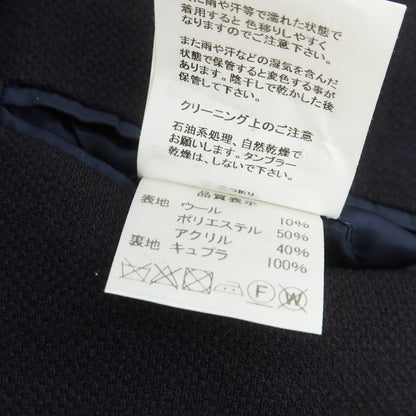 に雨や汗等で濡れた状態で
着用すると色移りしやすく
なりますのでご注意下さい。
また雨や汗などの湿気を含んだ
状態で保管すると変色する事が
あります。陰干しで乾かした後
保管して下さい。
クリーニング上のご注意
石油系処理、自然乾燥で
お願いします。タンブラー
乾燥は、しないで下さい。
品質表示
表地 ウール 10%
ポリエステル 50%
アクリル 40%
裏地 キュプラ 100%
F W